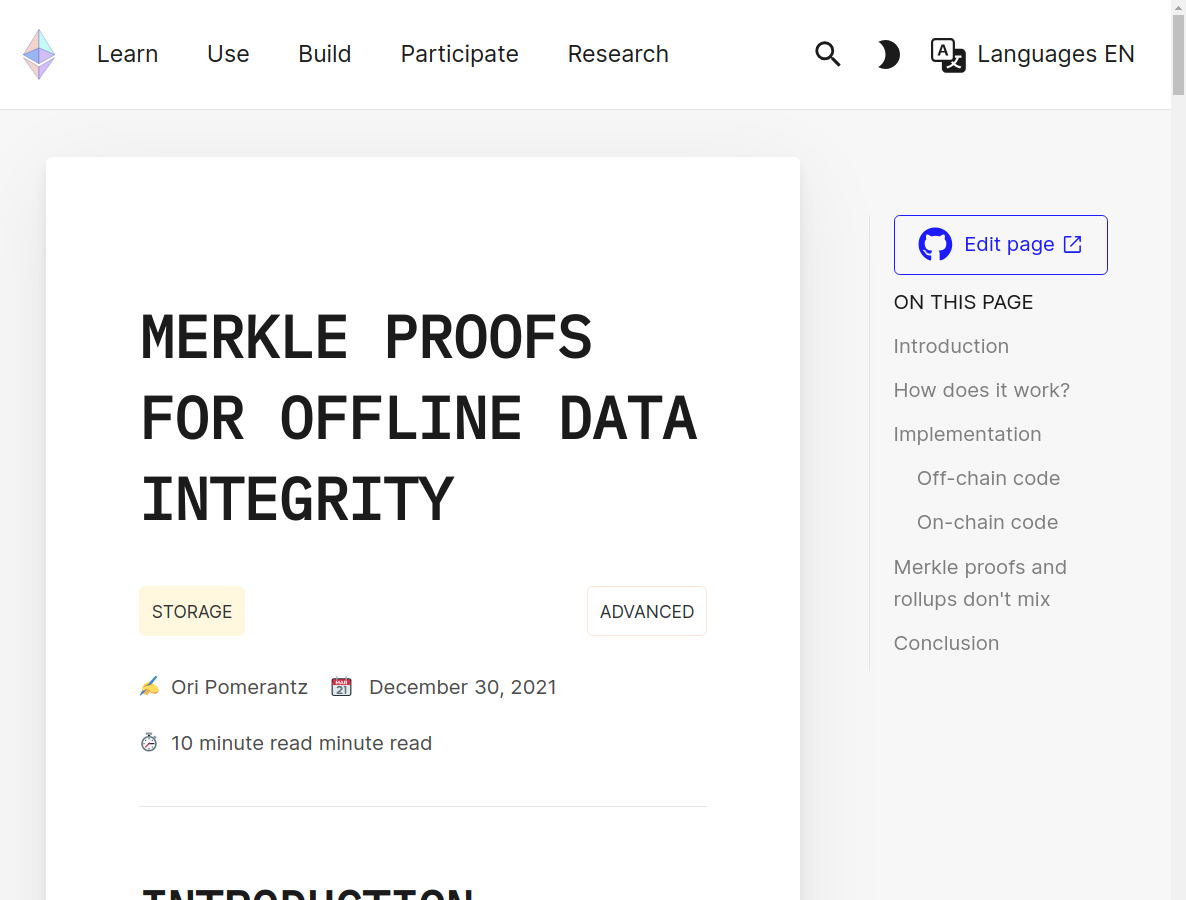 Learn Use Build Participate Research Languages EN
MERKLE PROOFS
FOR OFFLINE DATA
INTEGRITY
STORAGE ADVANCED
Ori Pomerantz December 30, 2021
10 minute read minute read
INTRODUCTION
Edit page
ON THIS PAGE
Introduction
How does it work?
Implementation
Off-chain code
On-chain code
Merkle proofs and
rollups don't mix
Conclusion